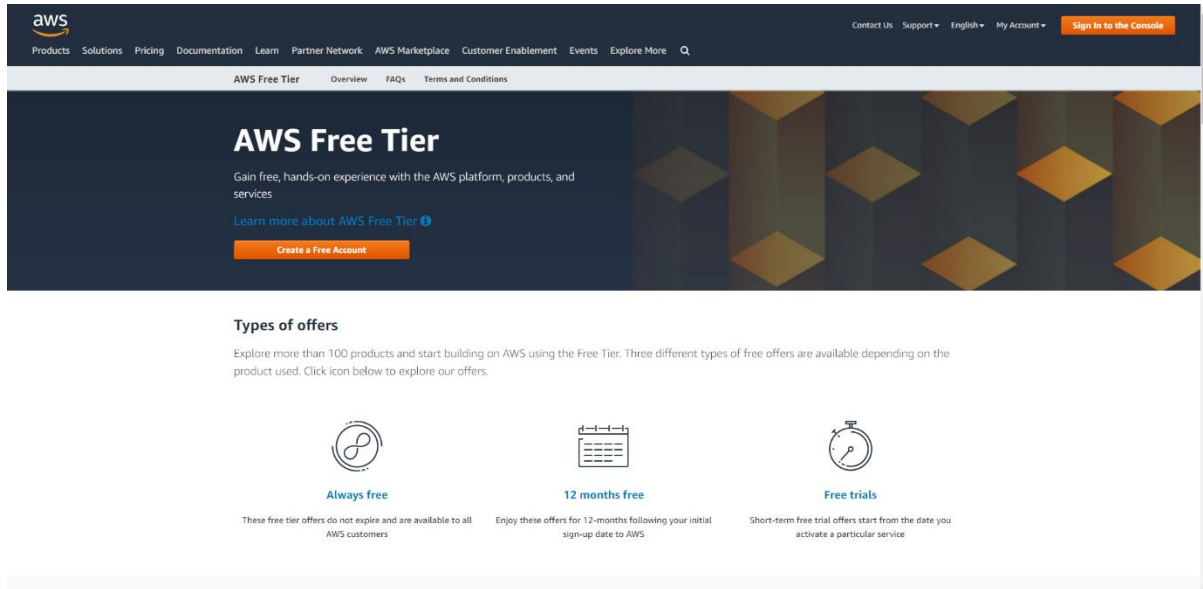 aws
Contact Us Support English My Account Sign In to the Console
Products Solutions Pricing Documentation Learn Partner Network AWS Marketplace Customer Enablement Events Explore More
AWS Free Tier Overview FAQs Terms and Conditions
AWS Free Tier
Gain free, hands-on experience with the AWS platform, products, and
services
Learn more about AWS Free Tier
Create a Free Account
Types of offers
Explore more than 100 products and start building on AWS using the Free Tier. Three different types of free offers are available depending on the
product used. Click icon below to explore our offers.
Always free
These free tier offers do not expire and are available to all
AWS customers
12 months free
Enjoy these offers for 12-months following your initial
sign-up date to AWS
Free trials
Short-term free trial offers start from the date you
activate a particular service